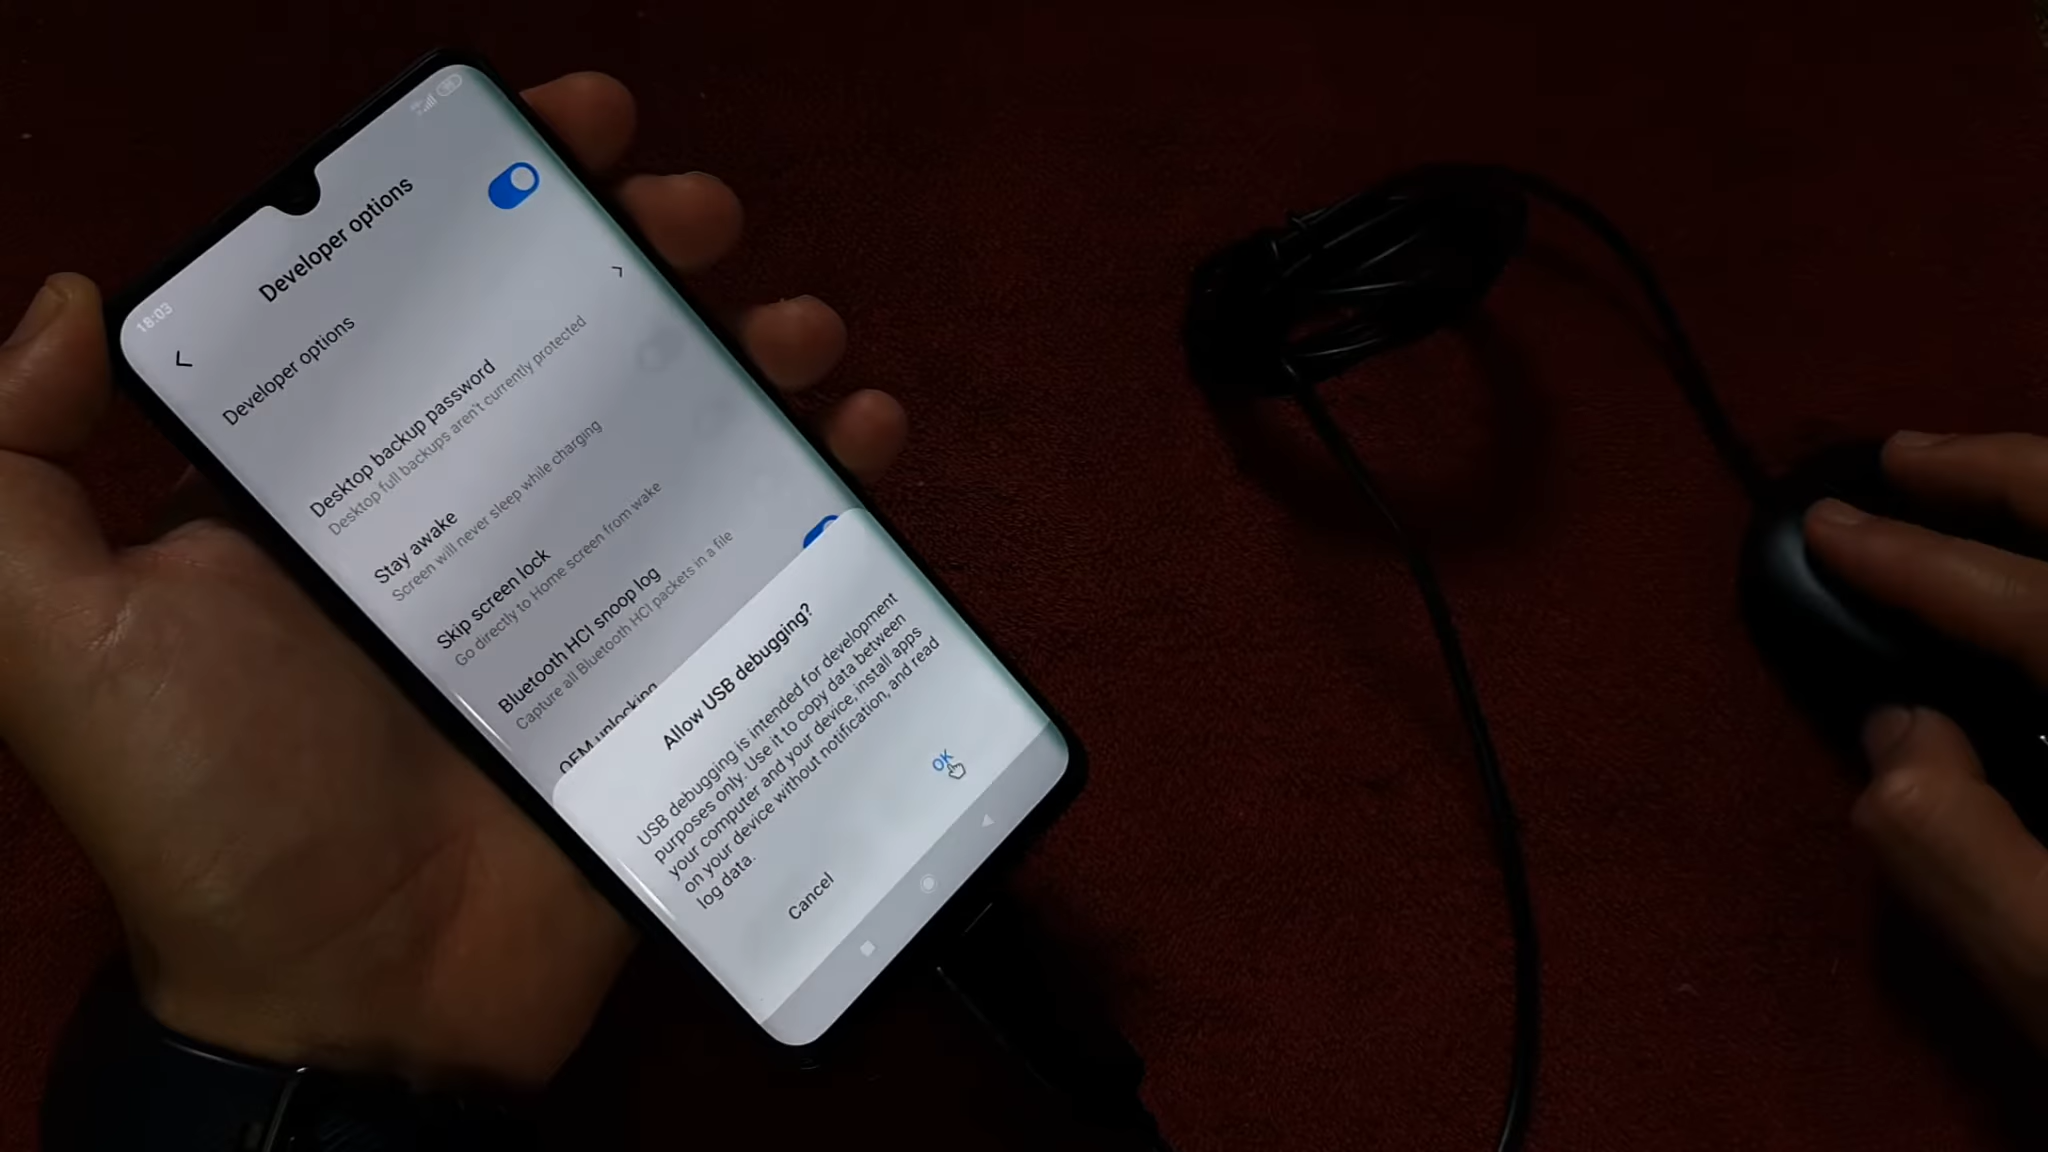 18:03
Developer options
Developer options
Desktop backup password
Desktop full backups aren't currently protected
Stay awake
Screen will never sleep while charging
Skip screen lock
Go directly to Home screen from wake
Bluetooth HCI snoop log
Capture all Bluetooth HCI packets in a file
OEM unlocking
Allow USB debugging?
USB debugging is intended for development
purposes only. Use it to copy data between
your computer and your device, install apps
on your device without notification, and read
log data.
Cancel
OK